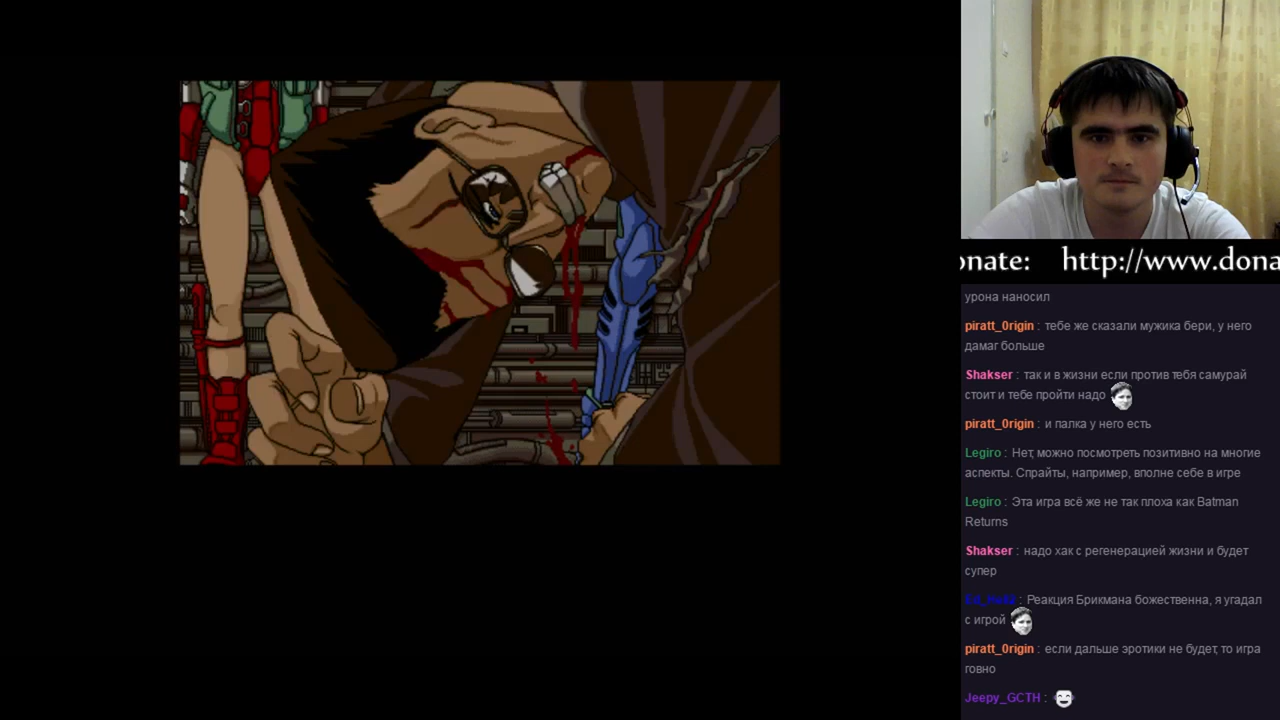 onate: http://www.dona
урона наносил
piratt_0rigin : тебе же сказали мужика бери, у него
дамаг больше
Shakser : так и в жизни если против тебя самурай
стоит и тебе пройти надо
piratt_0rigin : и палка у него есть
Legiro : Нет, можно посмотреть позитивно на многие
аспекты. Спрайты, например, вполне себе в игре
Legiro : Эта игра всё же не так плоха как Batman
Returns
Shakser : надо хак с регенерацией жизни и будет
супер
: Реакция Брикмана божественна, я угадал
с игрой
piratt_0rigin : если дальше эротики не будет, то игра
говно
Jeepy_GCTH :